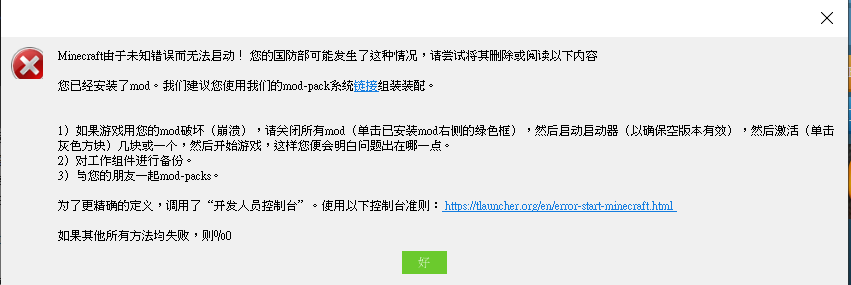 Minecraft由于未知错误而无法启动！ 您的国防部可能发生了这种情况，请尝试将其删除或阅读以下内容
您已经安装了mod。我们建议您使用我们的mod-pack系统链接组装装配。
1）如果游戏用您的mod破坏（崩溃），请关闭所有mod（单击已安装mod右侧的绿色框），然后启动启动器（以确保空版本有效），然后激活（单击
灰色方块）几块或一个，然后开始游戏，这样您便会明白问题出在哪一点。
2）对工作组件进行备份。
3）与您的朋友一起mod-packs。
为了更精确的定义，调用了“开发人员控制台”。使用以下控制台准则： https://tlauncher.org/en/error-start-minecraft.html
如果其他所有方法均失败，则%0
好